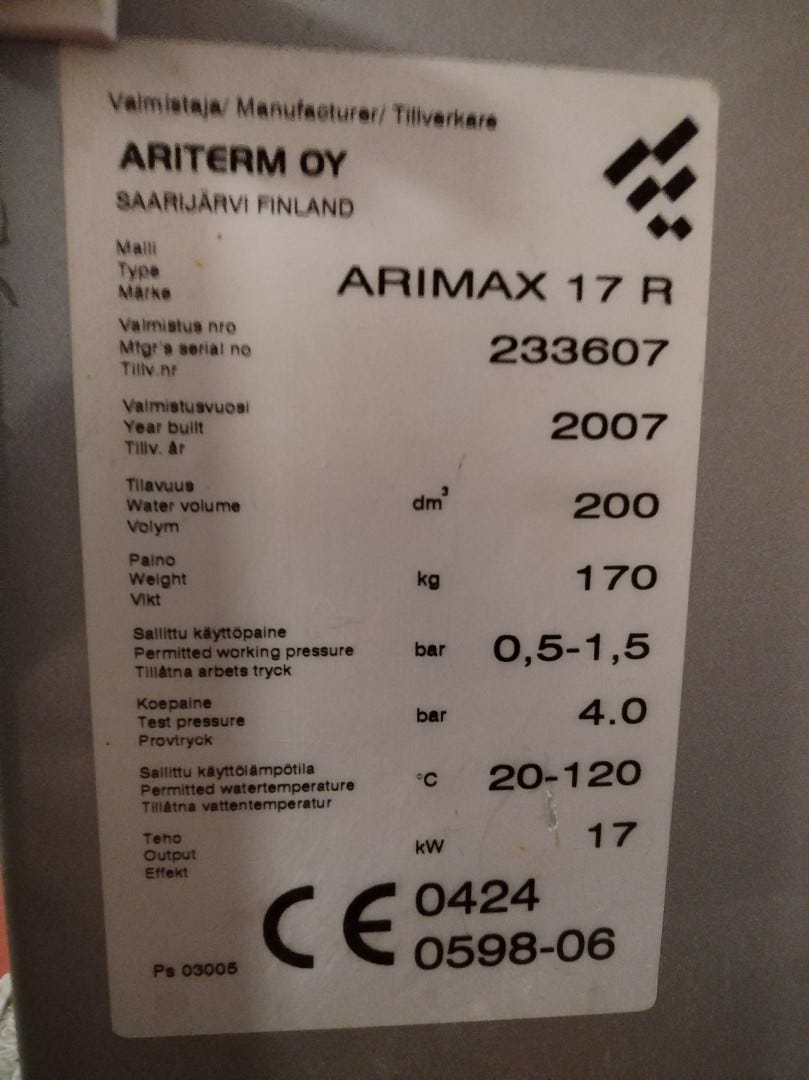 Valmistaja/ Manufacturer/ Tillverkare
ARITERM OY
SAARIJÄRVI FINLAND
Malli
Type
Märke
ARIMAX 17 R
Valmistus nro
Mfgr's serial no
Tillv.nr
233607
Valmistusvuosi
Year built
Tillv. år
2007
Tilavuus
Water volume
Volym
dm³ 200
Paino
Weight
Vikt
kg 170
Sallittu käyttöpaine
Permitted working pressure
Tillåtna arbets tryck
bar 0,5-1,5
Koepaine
Test pressure
Provtryck
bar 4.0
Sallittu käyttölämpötila
Permitted watertemperature
Tillåtna vattentemperatur
°C 20-120
Teho
Output
Effekt
kW 17
CE 0424
0598-06
Ps 03005